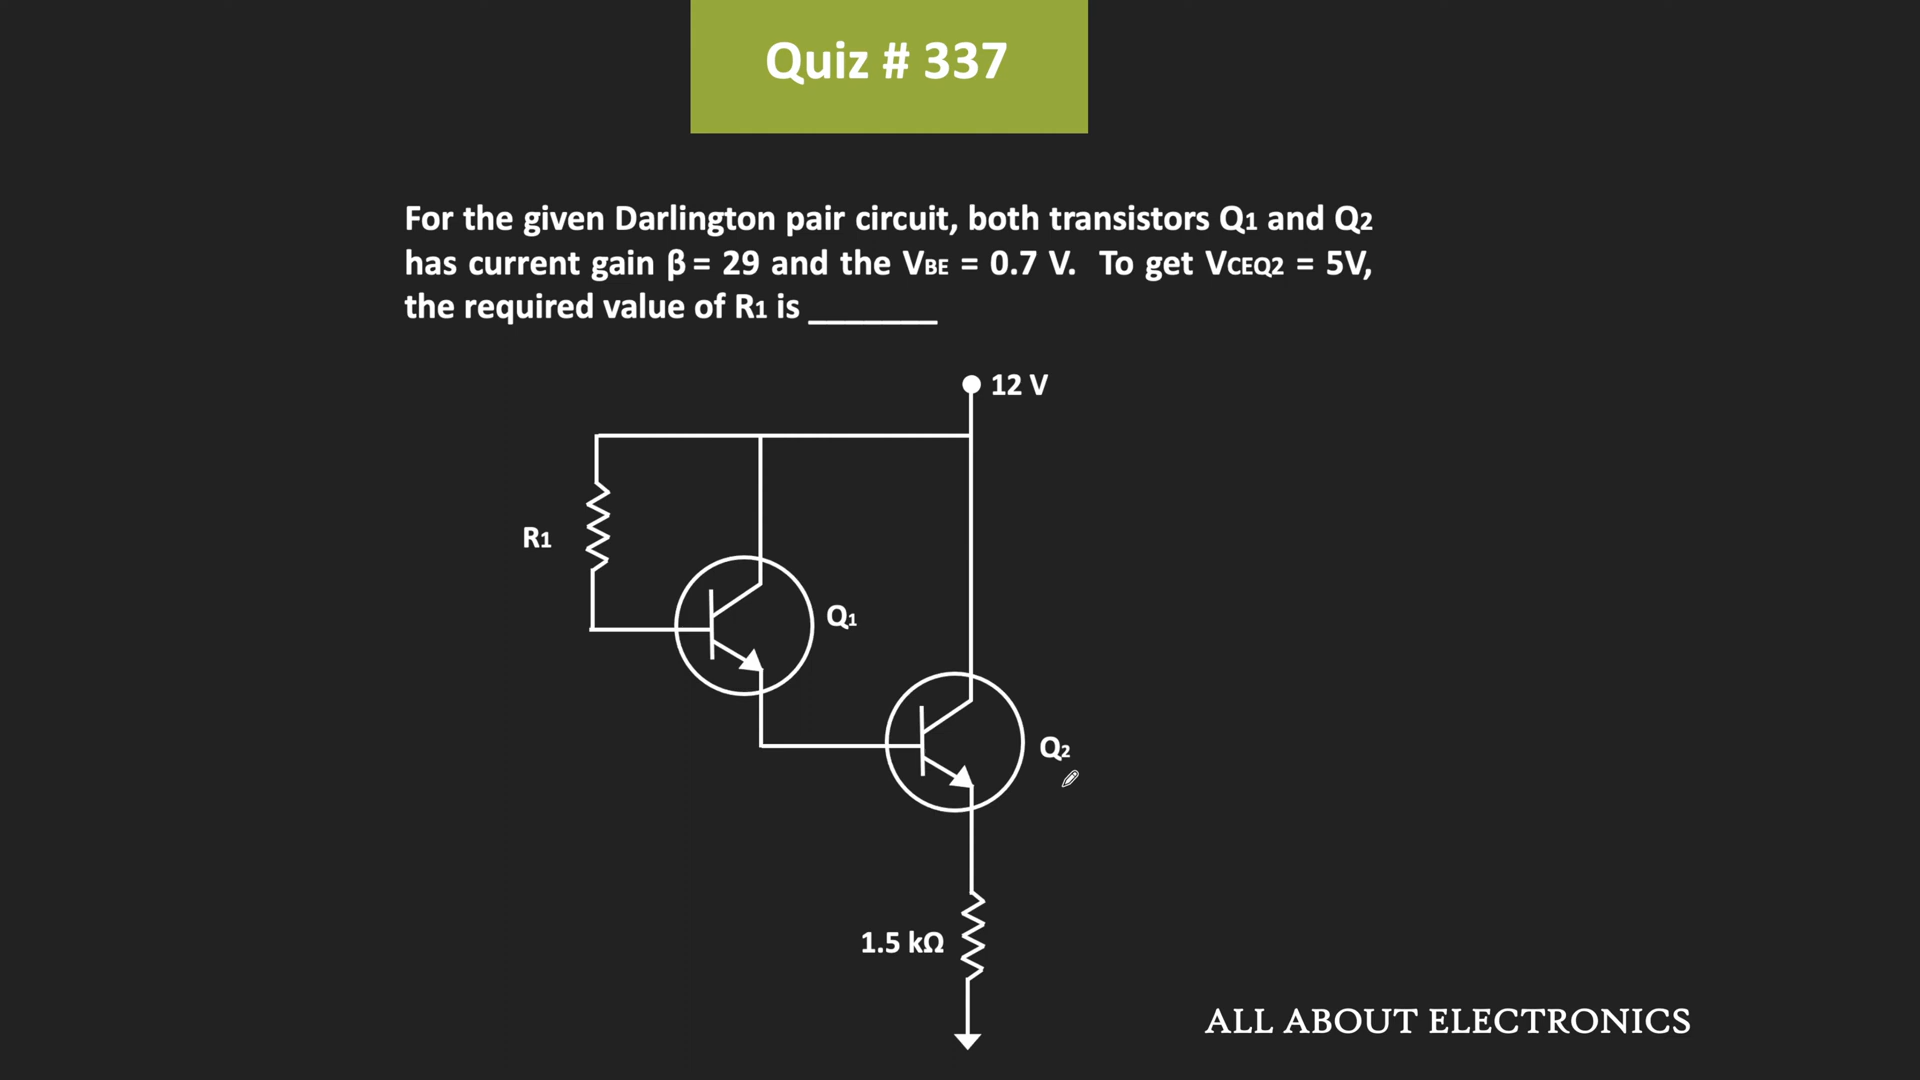 Quiz # 337
For the given Darlington pair circuit, both transistors Q1 and Q2
has current gain β = 29 and the VBE = 0.7 V. To get VCEQ2 = 5V,
the required value of R1 is ________
12 V
R1
Q1
Q2
1.5 kΩ
ALL ABOUT ELECTRONICS